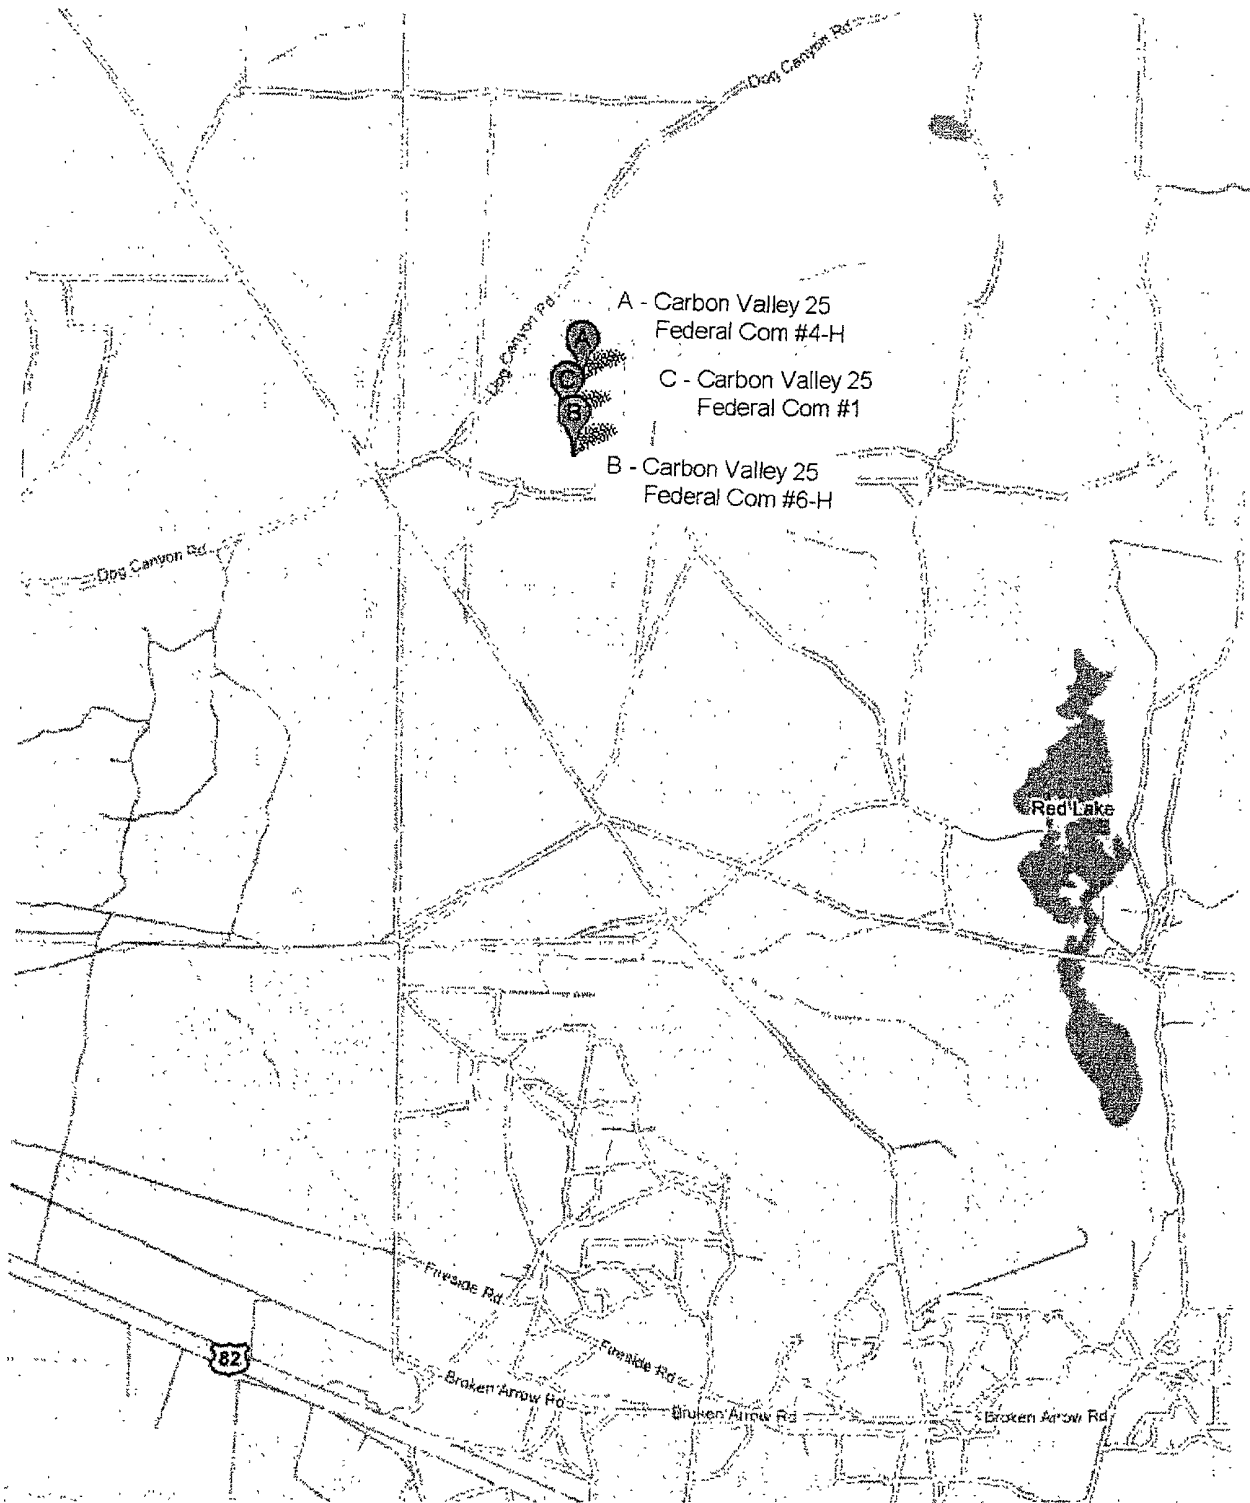 Dog Canyon Rd
A - Carbon Valley 25
Federal Com #4-H
Dog Canyon Rd
A
C
C - Carbon Valley 25
Federal Com #1
B
B - Carbon Valley 25
Federal Com #6-H
Dog Canyon Rd
Red Lake
Fireside Rd
82
Fireside Rd
Broken Arrow Rd
Broken Arrow Rd
Broken Arrow Rd